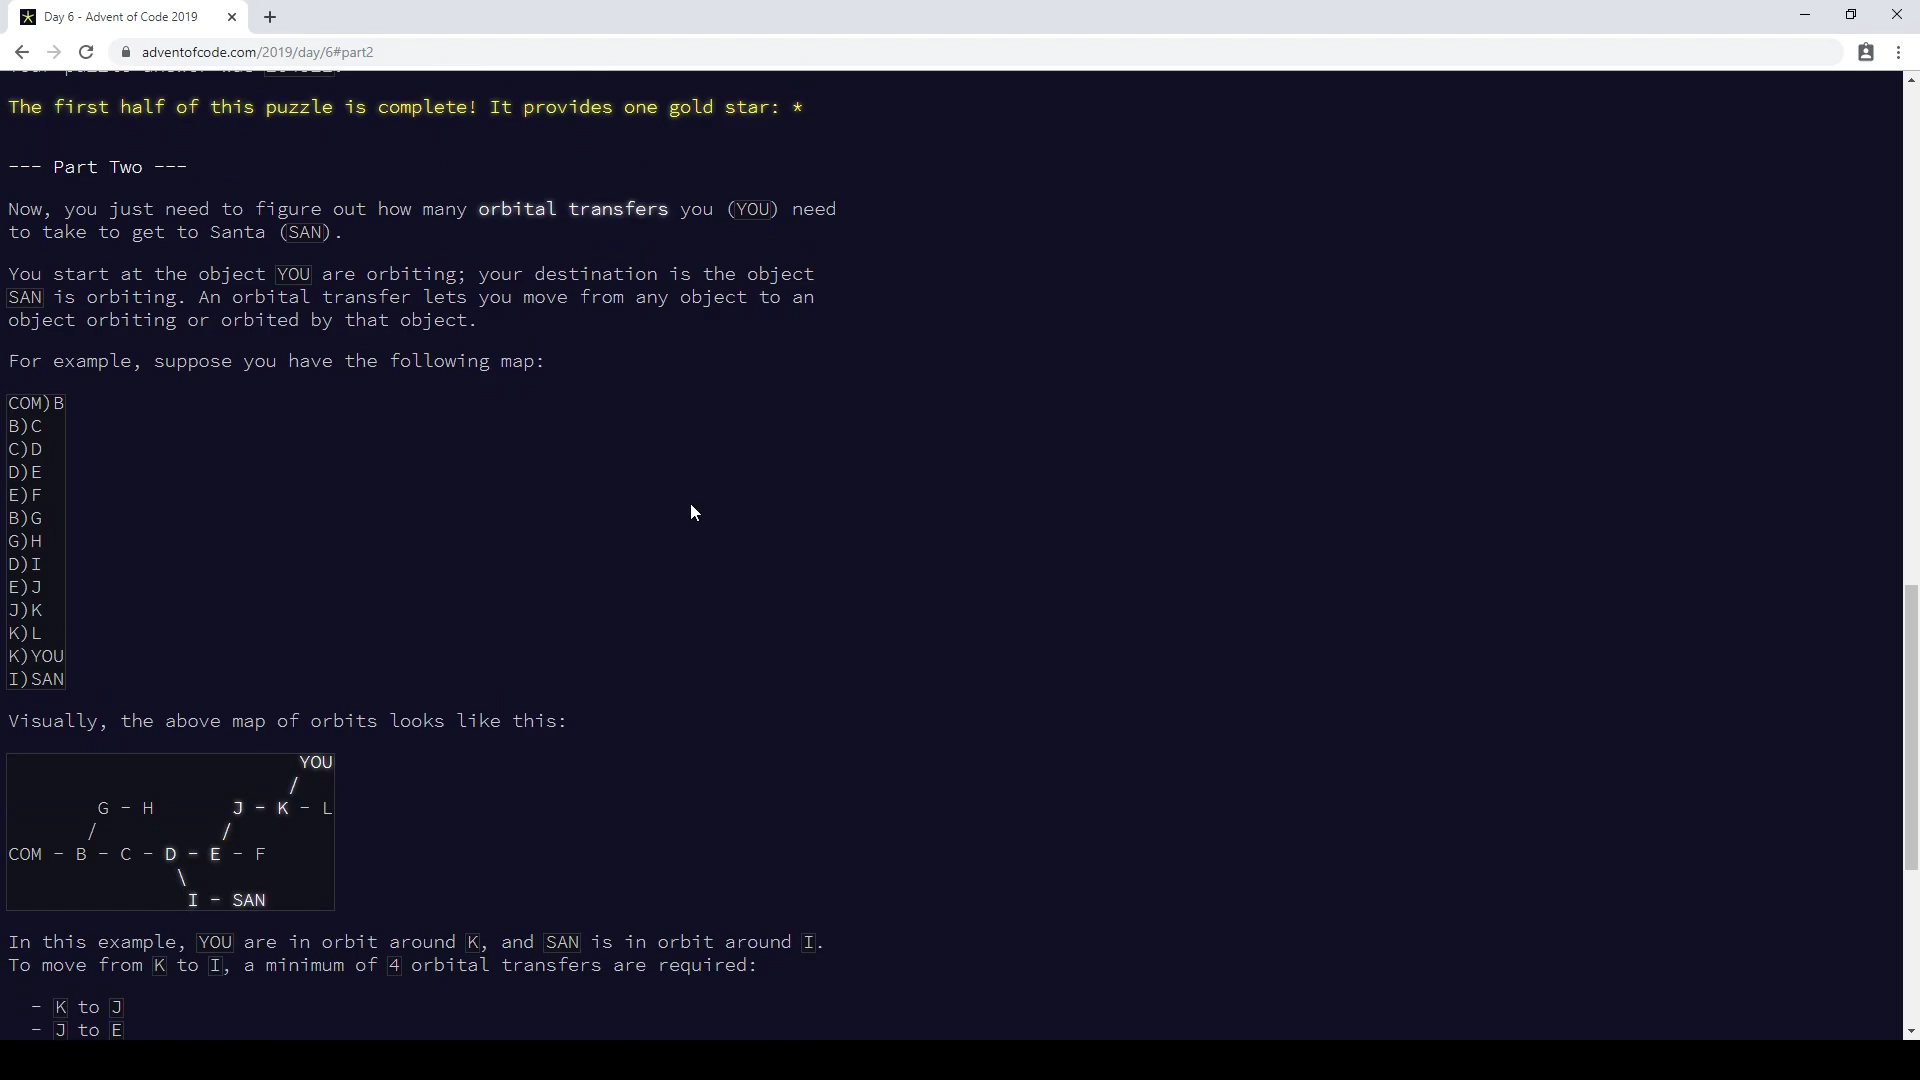 Day 6 - Advent of Code 2019
adventofcode.com/2019/day/6#part2
The first half of this puzzle is complete! It provides one gold star: *
--- Part Two ---
Now, you just need to figure out how many orbital transfers you (YOU) need
to take to get to Santa (SAN).
You start at the object YOU are orbiting; your destination is the object
SAN is orbiting. An orbital transfer lets you move from any object to an
object orbiting or orbited by that object.
For example, suppose you have the following map:
COM)B
B)C
C)D
D)E
E)F
B)G
G)H
D)I
E)J
J)K
K)L
K)YOU
I)SAN
Visually, the above map of orbits looks like this:
YOU
/
G - H J - K - L
/ /
COM - B - C - D - E - F
\
I - SAN
In this example, YOU are in orbit around K, and SAN is in orbit around I.
To move from K to I, a minimum of 4 orbital transfers are required:
- K to J
- J to E